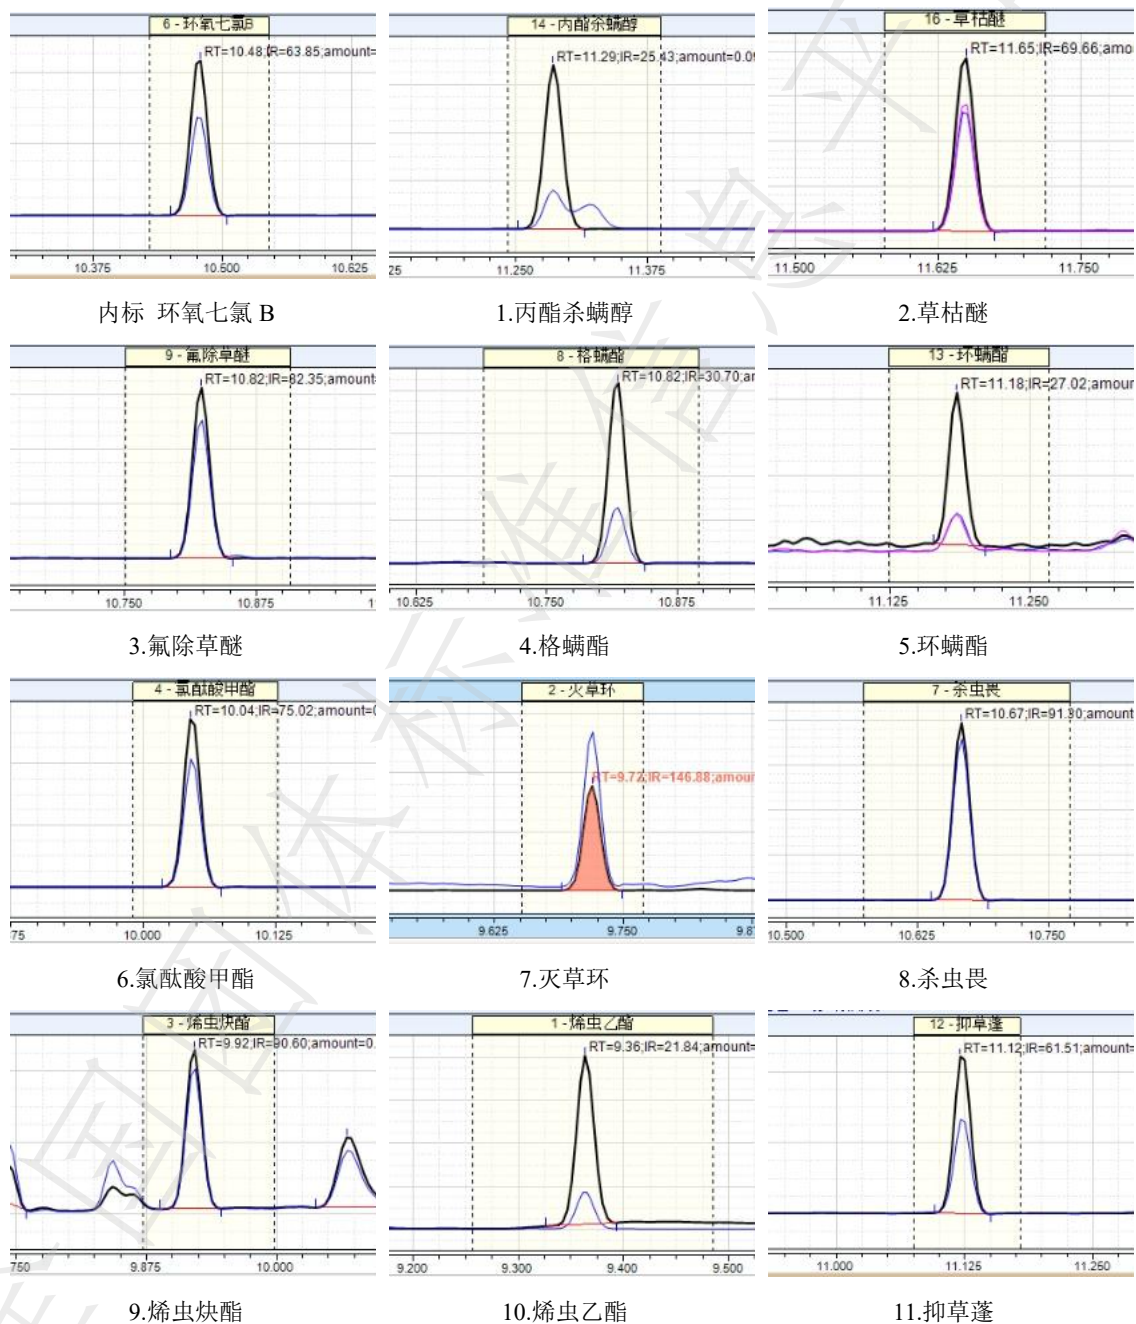 6 - 环氧七氯B
RT=10.48;IR=63.85;amount=
10.375 10.500 10.625
内标 环氧七氯 B
14 - 丙酯杀螨醇
RT=11.29;IR=25.43;amount=0.09
25 11.250 11.375
1.丙酯杀螨醇
16 - 草枯醚
RT=11.65;IR=69.66;amo
11.500 11.625 11.750
2.草枯醚
9 - 氟除草醚
RT=10.82;IR=82.35;amount
10.750 10.875 1
3.氟除草醚
8 - 格螨酯
RT=10.82;IR=30.70;ar
10.625 10.750 10.875
4.格螨酯
13 - 环螨酯
RT=11.18;IR=27.02;amour
11.125 11.250
5.环螨酯
4 - 氯酞酸甲酯
RT=10.04;IR=75.02;amount=0
75 10.000 10.125
6.氯酞酸甲酯
2 - 灭草环
RT=9.72;IR=146.88;amour
9.625 9.750 9.8
7.灭草环
7 - 杀虫畏
RT=10.67;IR=91.30;amount
10.500 10.625 10.750
8.杀虫畏
3 - 烯虫炔酯
RT=9.92;IR=90.60;amount=0.
750 9.875 10.000
9.烯虫炔酯
1 - 烯虫乙酯
RT=9.36;IR=21.84;amount=
9.200 9.300 9.400 9.500
10.烯虫乙酯
12 - 抑草蓬
RT=11.12;IR=61.51;amount=
11.000 11.125 11.250
11.抑草蓬